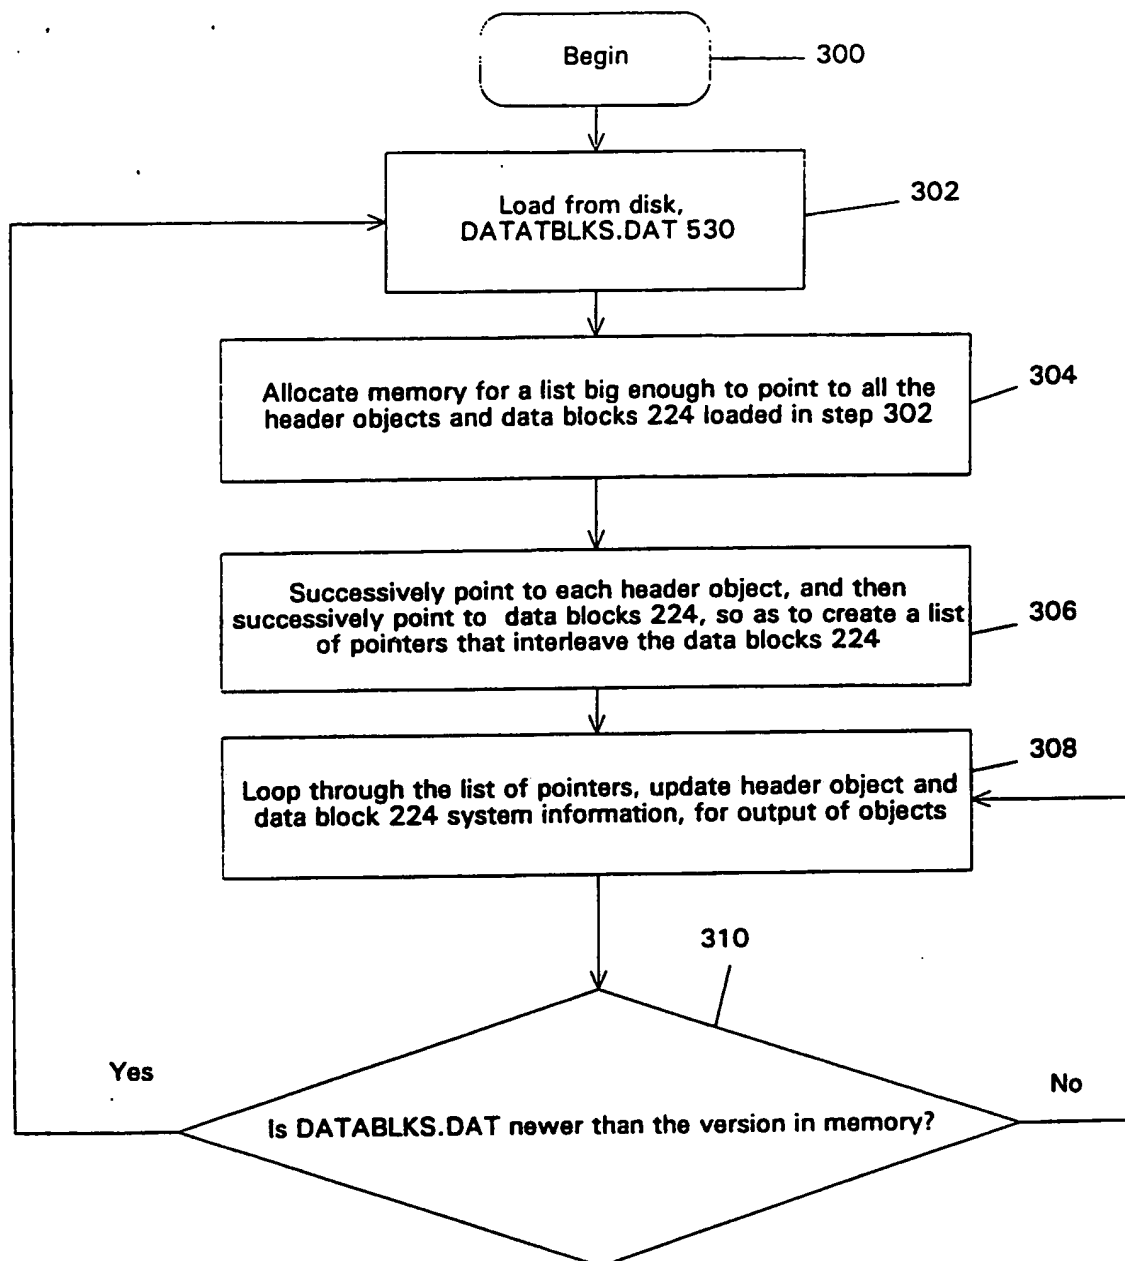 Begin
300
Load from disk,
DATATBLKS.DAT 530
302
Allocate memory for a list big enough to point to all the
header objects and data blocks 224 loaded in step 302
304
Successively point to each header object, and then
successively point to data blocks 224, so as to create a list
of pointers that interleave the data blocks 224
306
Loop through the list of pointers, update header object and
data block 224 system information, for output of objects
308
310
Yes
No
Is DATABLKS.DAT newer than the version in memory?